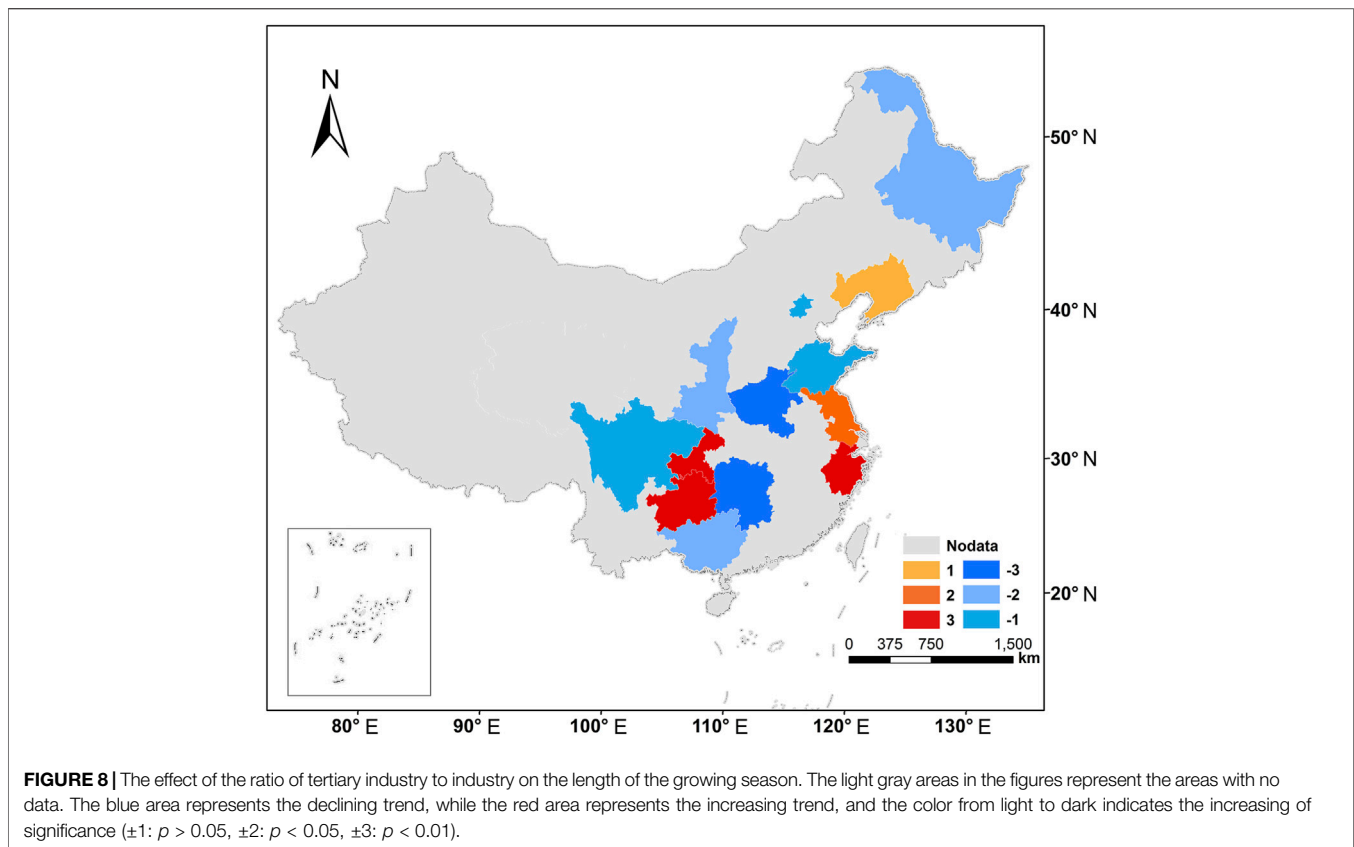 N
50° N
40° N
30° N
20° N
Nodata
1 -3
2 -2
3 -1
0 375 750 1,500
km
80° E 90° E 100° E 110° E 120° E 130° E
FIGURE 8 | The effect of the ratio of tertiary industry to industry on the length of the growing season. The light gray areas in the figures represent the areas with no
data. The blue area represents the declining trend, while the red area represents the increasing trend, and the color from light to dark indicates the increasing of
significance (±1: p > 0.05, ±2: p < 0.05, ±3: p < 0.01).